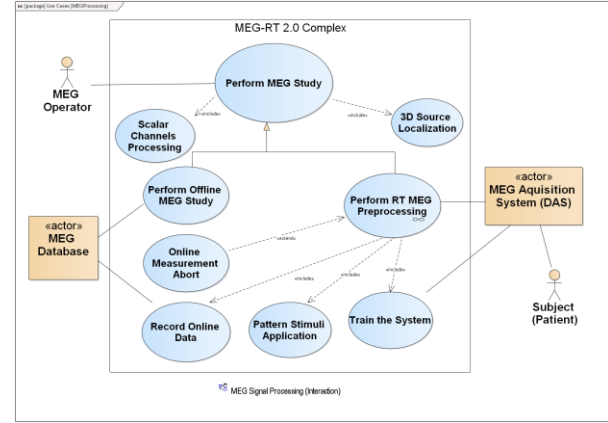 uc [package] Use Cases [MEGProcessing]
MEG-RT 2.0 Complex
Perform MEG Study
MEG
Operator
«include»
«include»
Scalar
Channels
Processing
3D Source
Localization
Perform Offline
MEG Study
Perform RT MEG
Preprocessing
«actor»
MEG Aquisition
System (DAS)
«actor»
MEG
Database
«extend»
Online
Measurement
Abort
«include»
«include»
«include»
Record Online
Data
Pattern Stimuli
Application
Train the System
Subject
(Patient)
MEG Signal Processing (Interaction)